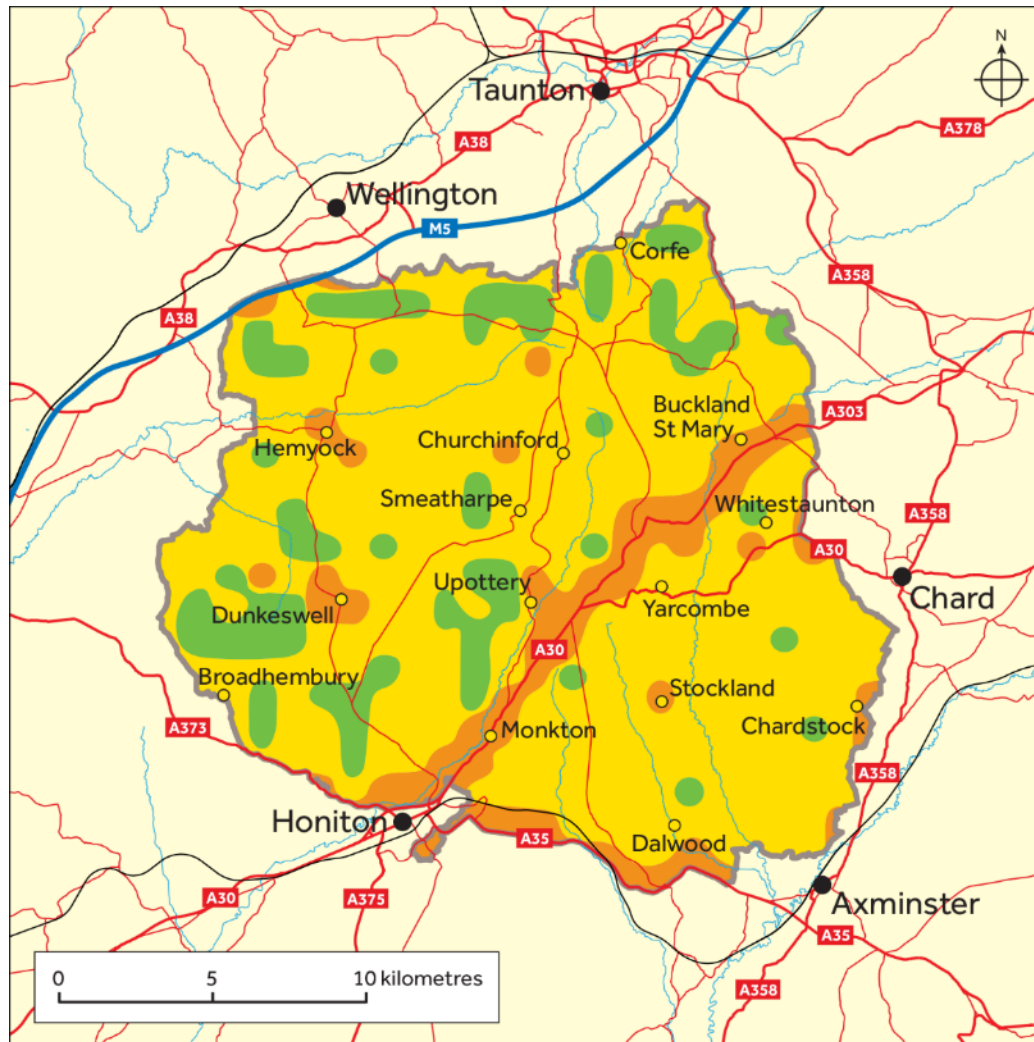 N
Taunton
A378
A38
Wellington
M5
Corfe
A358
A38
Buckland
St Mary
A303
Churchinford
Hemyock
Smeatharpe
Whitestaunton
A358
A30
Upottery
Chard
Dunkeswell
Yarcombe
A30
Broadhembury
Stockland
Chardstock
A373
Monkton
A358
Honiton
A35
Dalwood
A30
A375
Axminster
A35
0 5 10 kilometres
A358